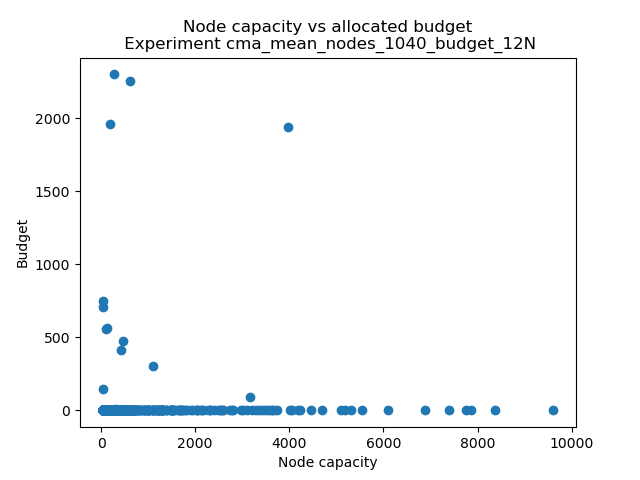 Node capacity vs allocated budget
Experiment cma_mean_nodes_1040_budget_12N
Budget
2000
1500
1000
500
0
0 2000 4000 6000 8000 10000
Node capacity